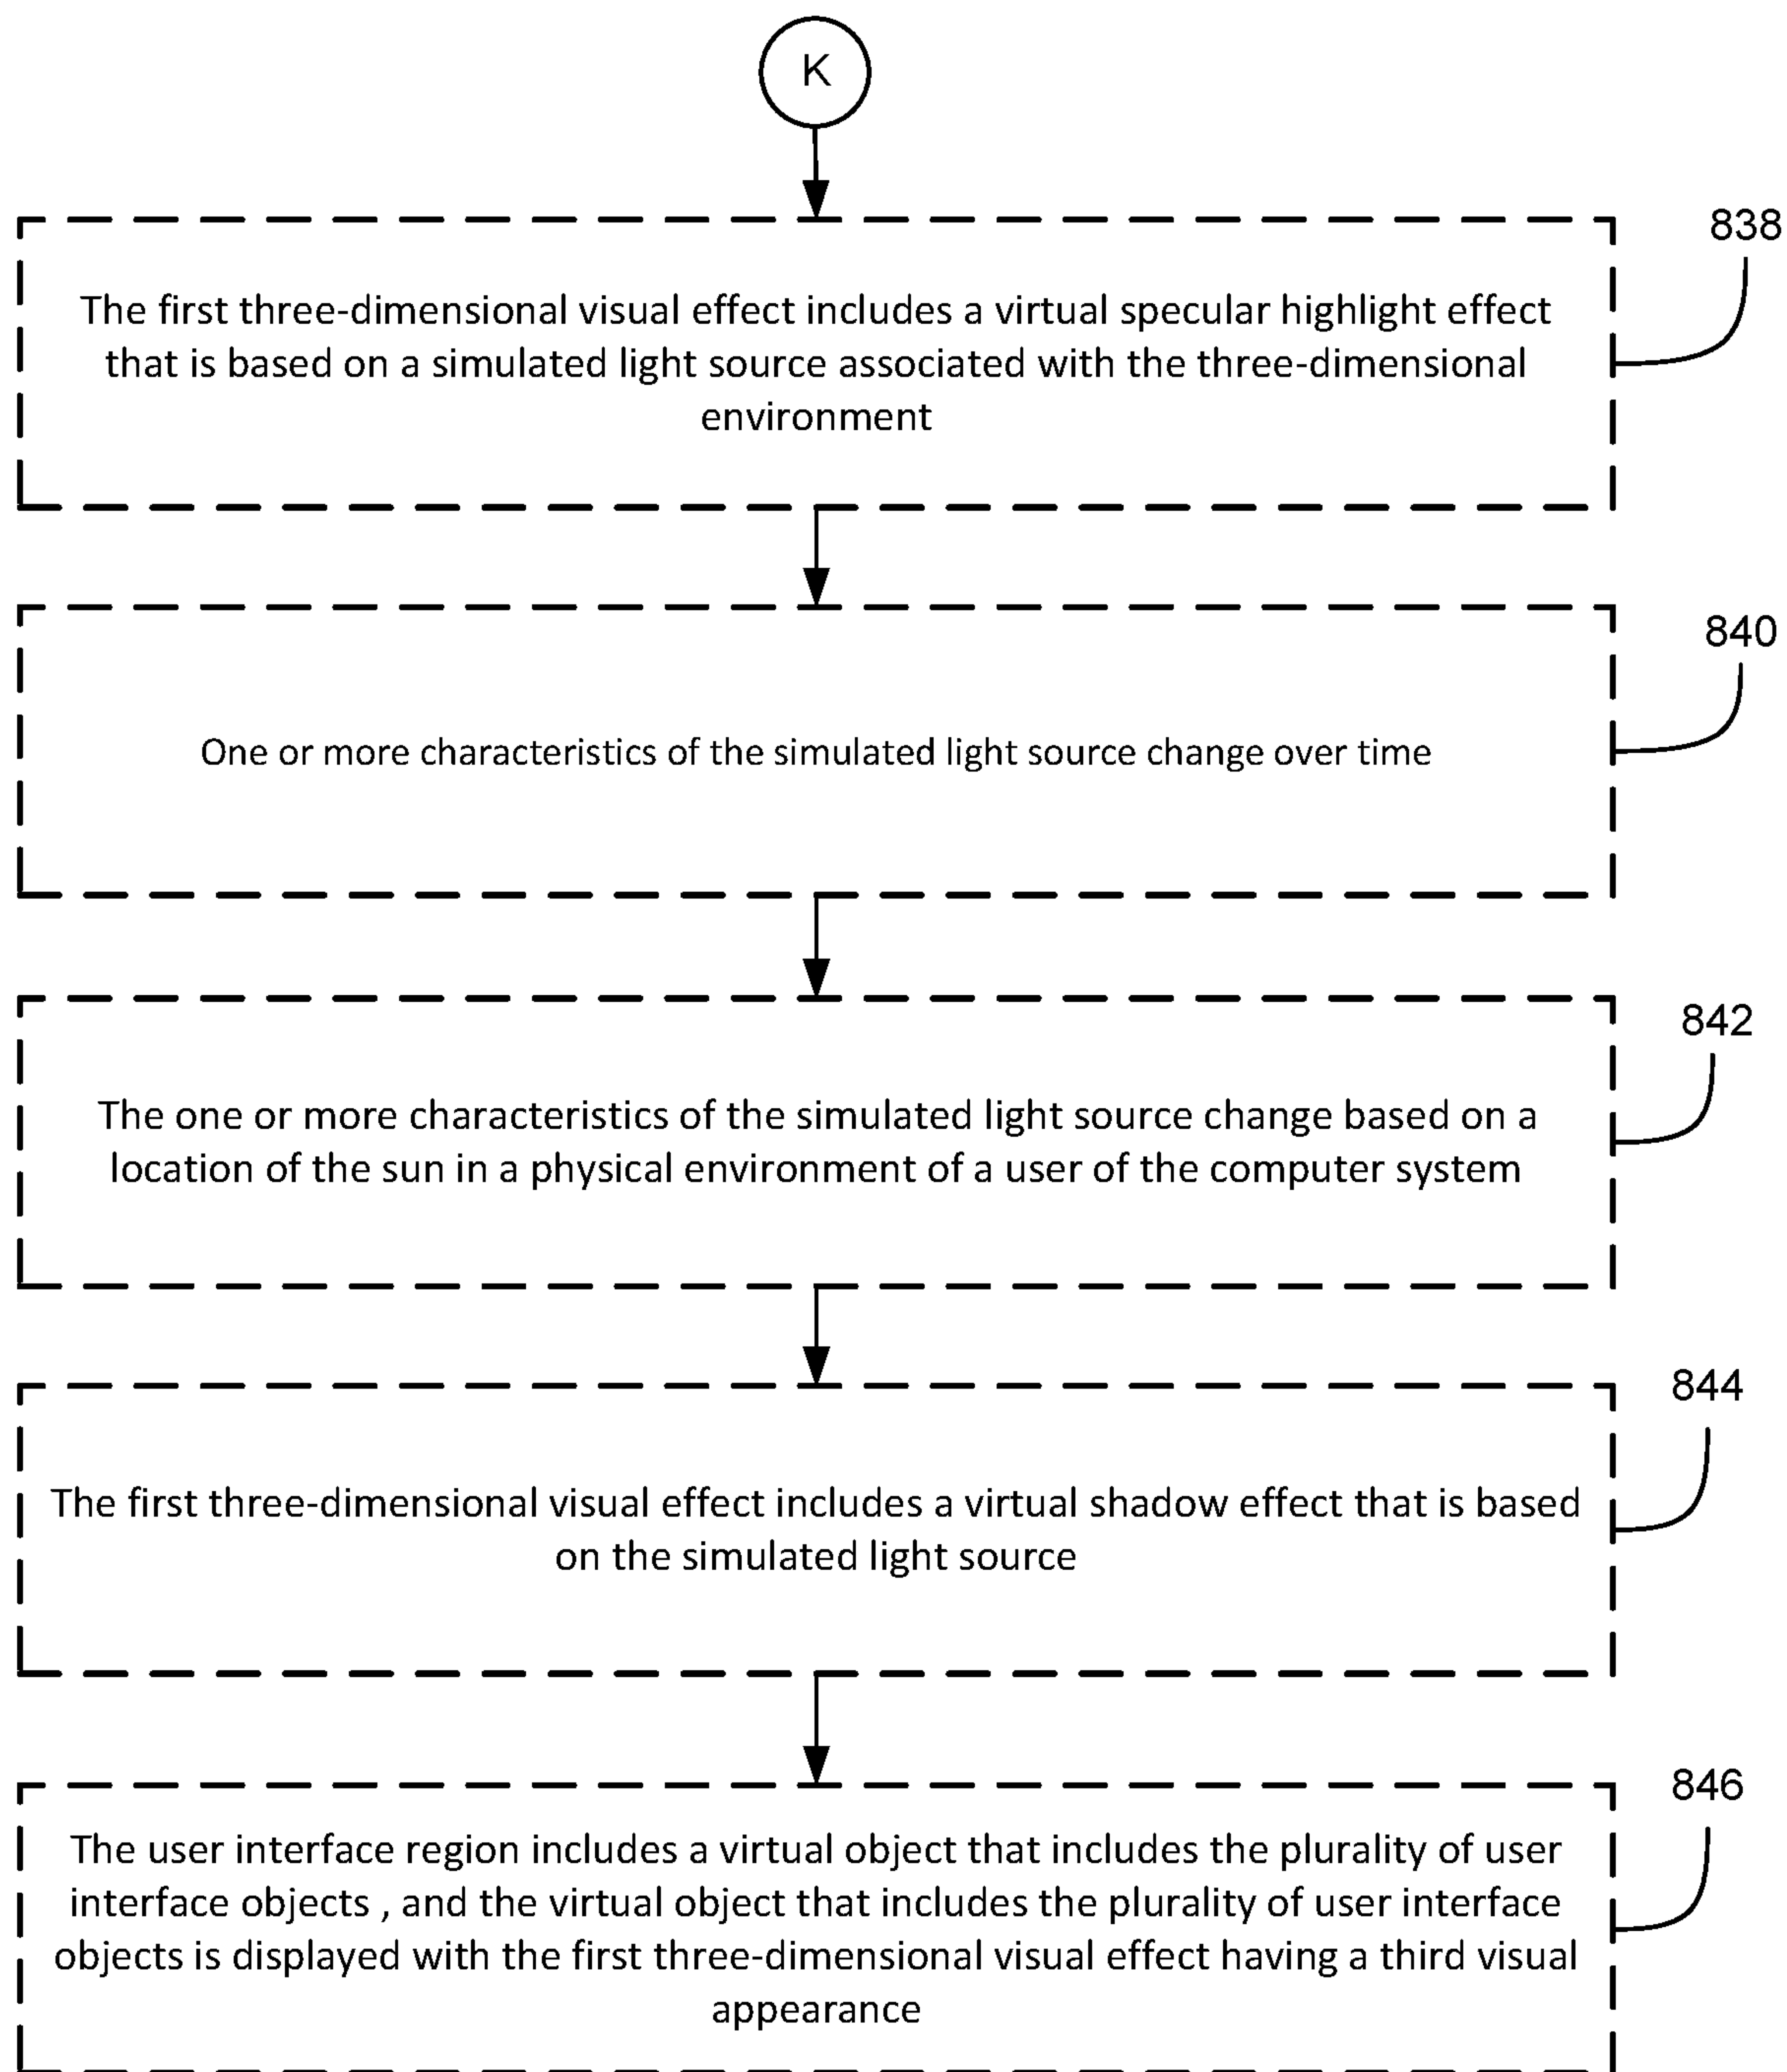 K
838
The first three-dimensional visual effect includes a virtual specular highlight effect
that is based on a simulated light source associated with the three-dimensional
environment
840
One or more characteristics of the simulated light source change over time
842
The one or more characteristics of the simulated light source change based on a
location of the sun in a physical environment of a user of the computer system
844
The first three-dimensional visual effect includes a virtual shadow effect that is based
on the simulated light source
846
The user interface region includes a virtual object that includes the plurality of user
interface objects , and the virtual object that includes the plurality of user interface
objects is displayed with the first three-dimensional visual effect having a third visual
appearance